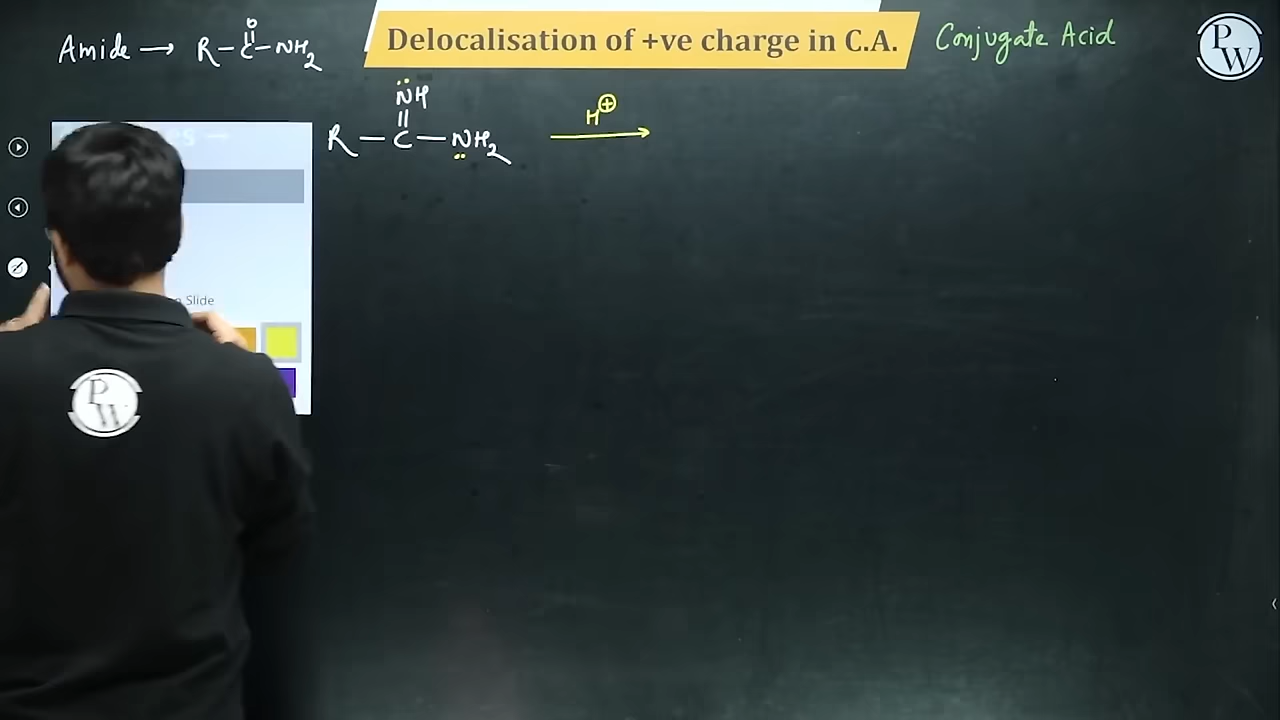 Amide → R–C–NH₂
O
Delocalisation of +ve charge in C.A.
Conjugate Acid
PW
NH
R – C – NH₂
H⊕
Slide
PW